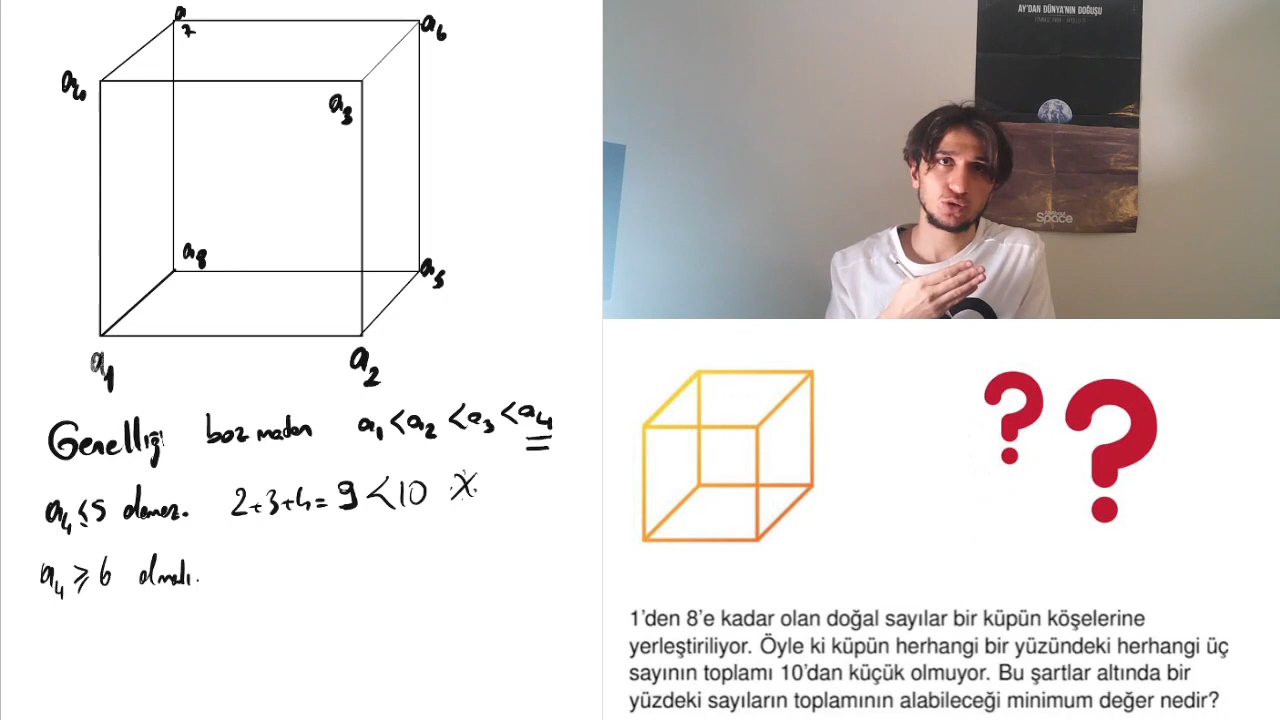 a7
a6
a4
a3
a8
a5
a1
a2
Genelliği bozmadan a1 < a2 < a3 < a4
a4 ≤ 5 demez. 2+3+4 = 9 < 10 X
a4 ≥ 6 olmalı.
AY'DAN DÜNYA'NIN DOĞUŞU
Space
1'den 8'e kadar olan doğal sayılar bir küpün köşelerine
yerleştiriliyor. Öyle ki küpün herhangi bir yüzündeki herhangi üç
sayının toplamı 10'dan küçük olmuyor. Bu şartlar altında bir
yüzdeki sayıların toplamının alabileceği minimum değer nedir?
? ?